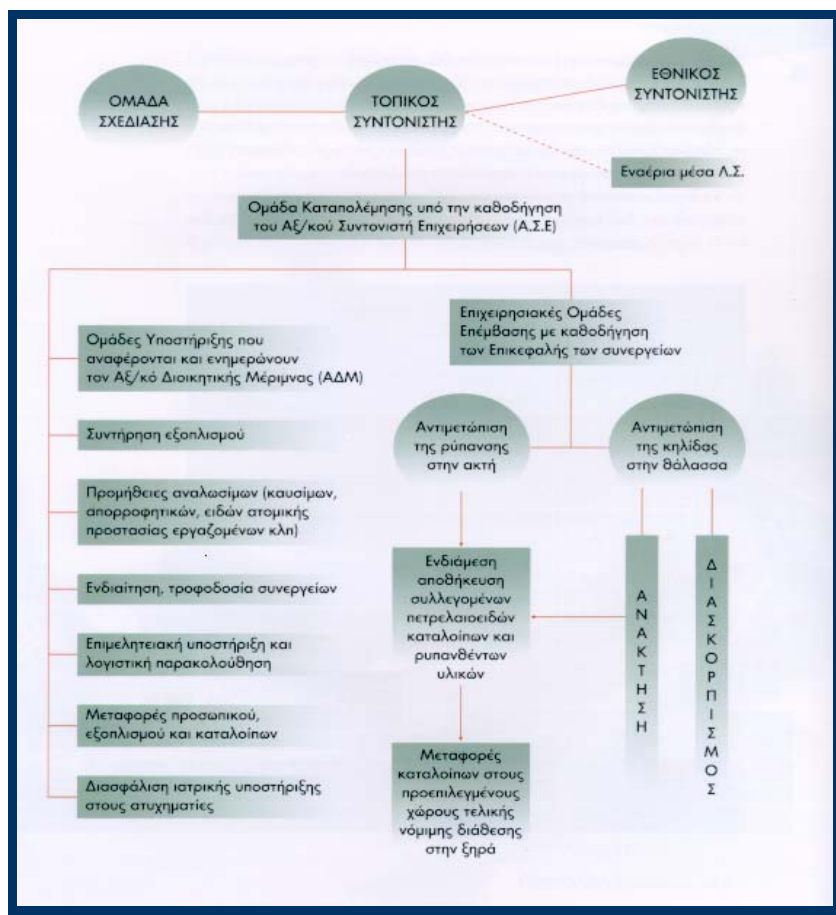 ΟΜΑΔΑ
ΣΧΕΔΙΑΣΗΣ
ΤΟΠΙΚΟΣ
ΣΥΝΤΟΝΙΣΤΗΣ
ΕΘΝΙΚΟΣ
ΣΥΝΤΟΝΙΣΤΗΣ
Εναέρια μέσα Λ.Σ.
Ομάδα Καταπολέμησης υπό την καθοδήγηση
του Αξ/κού Συντονιστή Επιχειρήσεων (Α.Σ.Ε)
Ομάδες Υποστήριξης που
αναφέρονται και ενημερώνουν
τον Αξ/κό Διοικητικής Μέριμνας (ΑΔΜ)
Συντήρηση εξοπλισμού
Προμήθειες αναλωσίμων (καυσίμων,
απορροφητικών, ειδών ατομικής
προστασίας εργαζομένων κλπ)
Ενδιαίτηση, τροφοδοσία συνεργείων
Επιμελητειακή υποστήριξη και
λογιστική παρακολούθηση
Μεταφορές προσωπικού,
εξοπλισμού και καταλοίπων
Διασφάλιση ιατρικής υποστήριξης
στους ατυχηματίες
Επιχειρησιακές Ομάδες
Επέμβασης με καθοδήγηση
των Επικεφαλής των συνεργείων
Αντιμετώπιση
της ρύπανσης
στην ακτή
Αντιμετώπιση
της κηλίδας
στην θάλασσα
Ενδιάμεση
αποθήκευση
συλλεγομένων
πετρελαιοειδών
καταλοίπων και
ρυπανθέντων
υλικών
ΑΝΑΚΤΗΣΗ
ΔΙΑΣΚΟΡΠΙΣΜΟΣ
Μεταφορές
καταλοίπων στους
προεπιλεγμένους
χώρους τελικής
νόμιμης διάθεσης
στην ξηρά